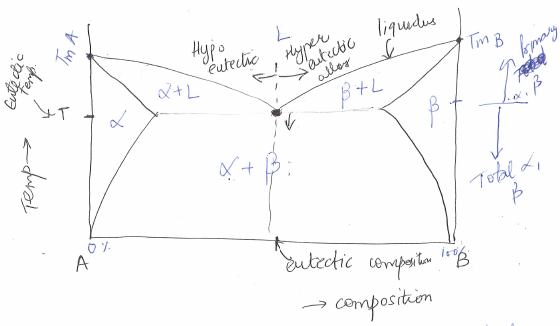 L
liquidus
Tm A
Tm B
Hypo
eutectic
Hyper
eutectic
alloy
Eutectic
Temp.
T
α+L
β+L
α
β
α + β
primary
α, β
Total α,
β
Temp →
0%
100%
A
B
eutectic composition
→ composition